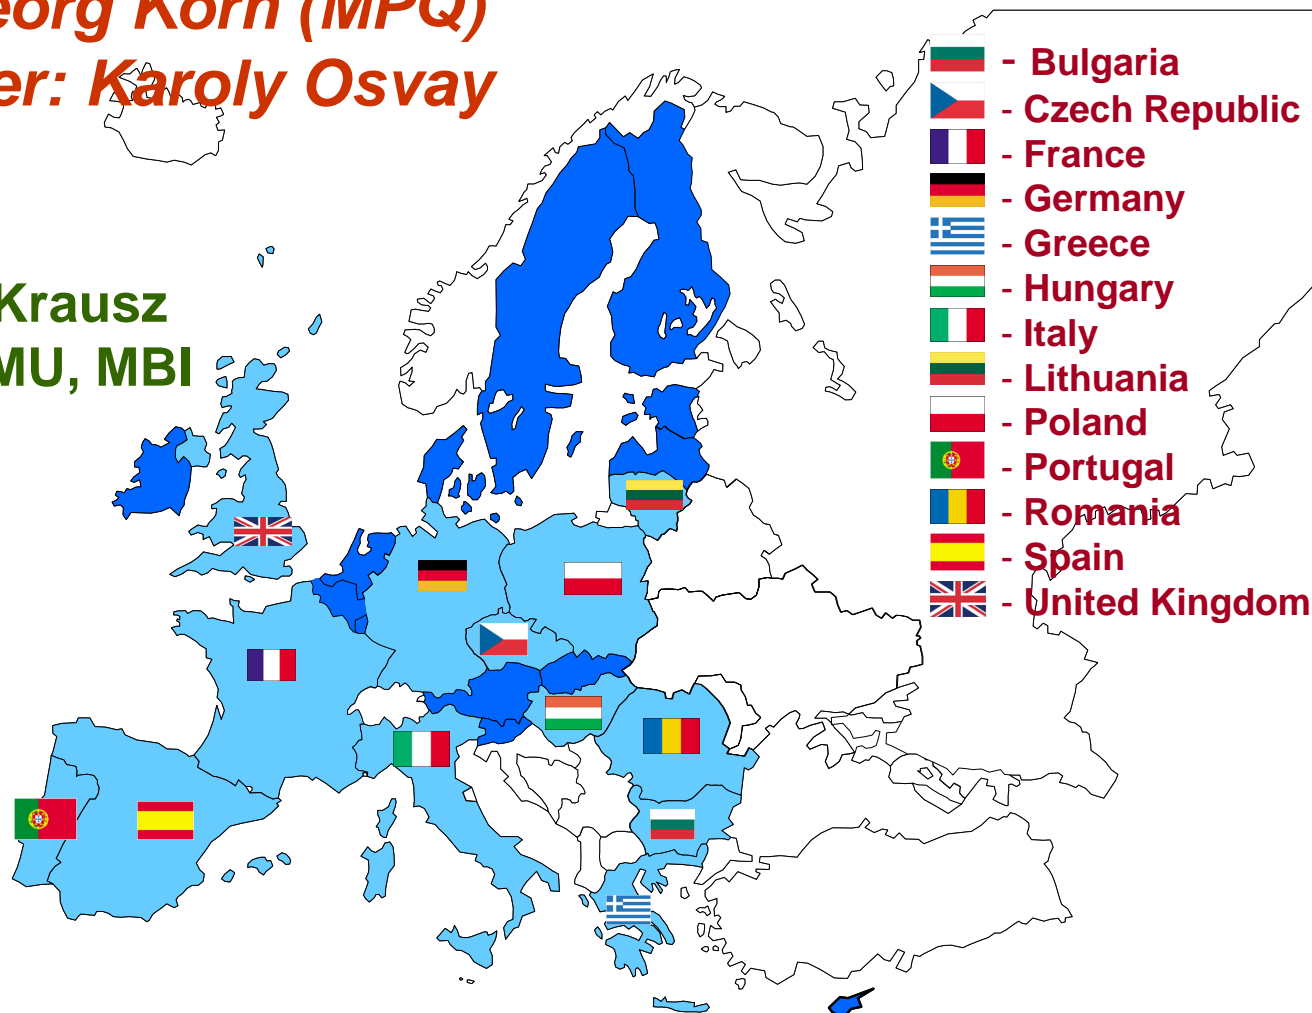 eorg Korn (MPQ)
er: Karoly Osvay
Krausz
MU, MBI
- Bulgaria
- Czech Republic
- France
- Germany
- Greece
- Hungary
- Italy
- Lithuania
- Poland
- Portugal
- Romania
- Spain
- United Kingdom